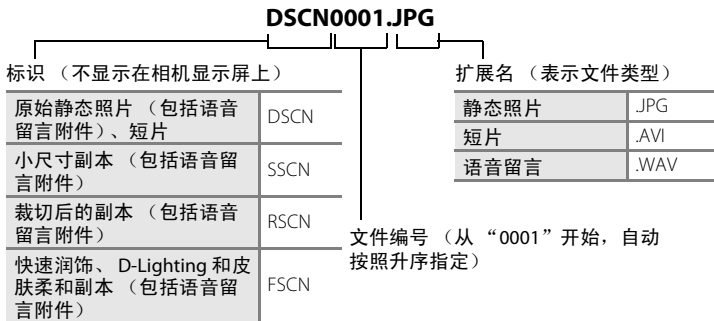 DSCN0001.JPG
标识 （不显示在相机显示屏上）
原始静态照片 （包括语音
留言附件）、短片
DSCN
小尺寸副本 （包括语音留
言附件）
SSCN
裁切后的副本 （包括语音
留言附件）
RSCN
快速润饰、 D-Lighting 和皮
肤柔和副本 （包括语音留
言附件）
FSCN
扩展名 （表示文件类型）
静态照片 .JPG
短片 .AVI
语音留言 .WAV
文件编号 （从 “0001”开始，自动
按照升序指定）